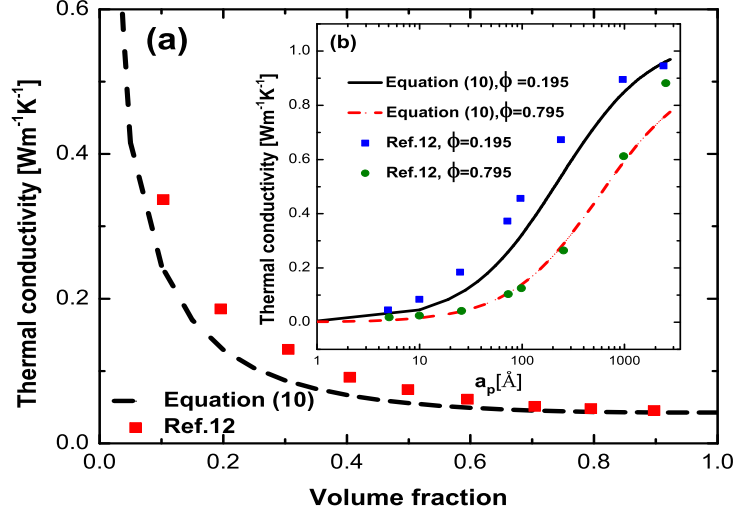 0.6
0.4
0.2
0.0
0.0
0.2
0.4
0.6
0.8
1.0
Thermal conductivity [Wm⁻¹K⁻¹]
Volume fraction
(a)
Equation (10)
Ref.12
(b)
1.0
0.8
0.6
0.4
0.2
0.0
1
10
100
1000
Thermal conductivity [Wm⁻¹K⁻¹]
aₚ[Å]
Equation (10),ϕ=0.195
Equation (10),ϕ=0.795
Ref.12, ϕ=0.195
Ref.12, ϕ=0.795